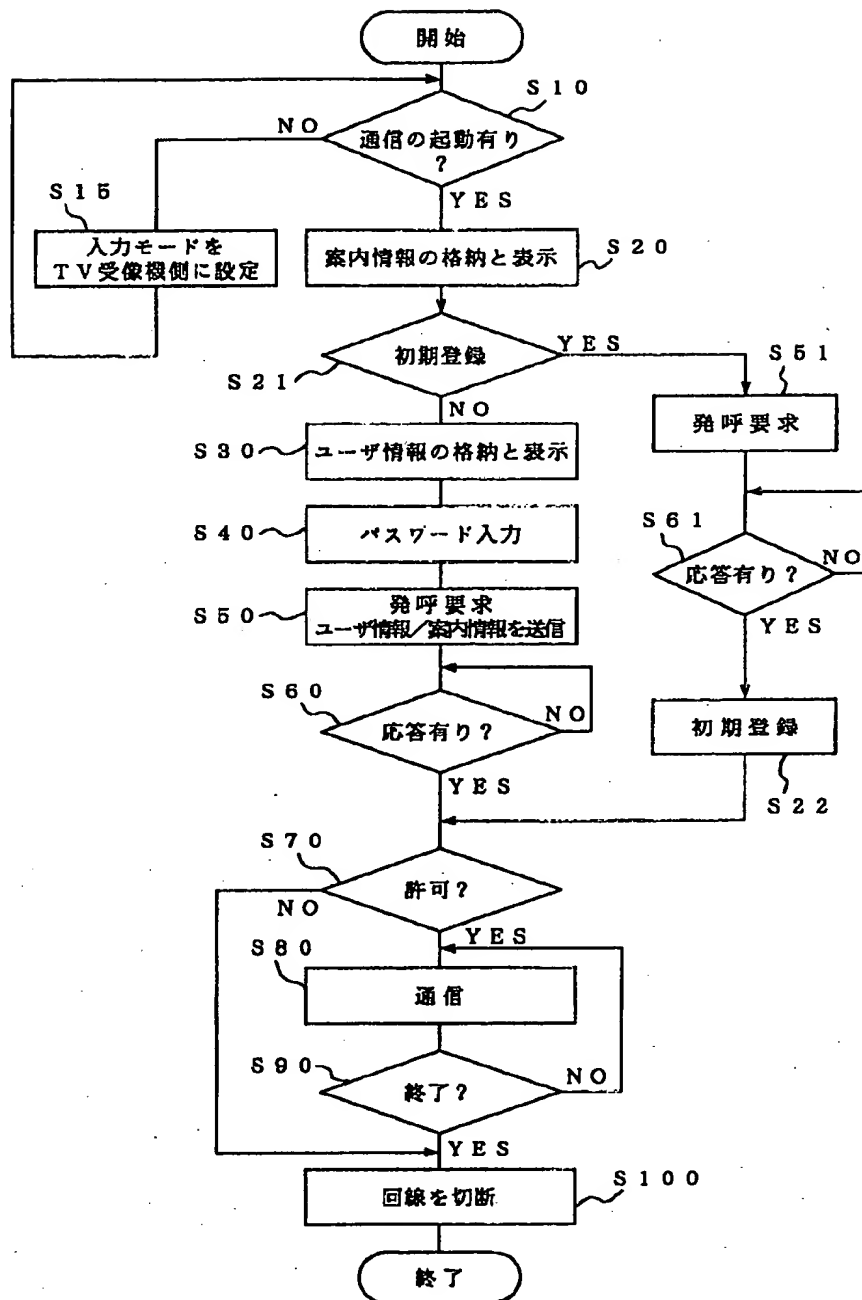 開始
S10
通信の起動有り
?
NO
YES
S15
入力モードを
TV受像機側に設定
案内情報の格納と表示
S20
初期登録
S21
YES
NO
S51
発呼要求
S30
ユーザ情報の格納と表示
S40
パスワード入力
S61
応答有り?
NO
YES
S50
発呼要求
ユーザ情報/案内情報を送信
S60
応答有り?
NO
YES
初期登録
S22
S70
許可?
NO
YES
S80
通信
S90
終了?
NO
YES
回線を切断
S100
終了